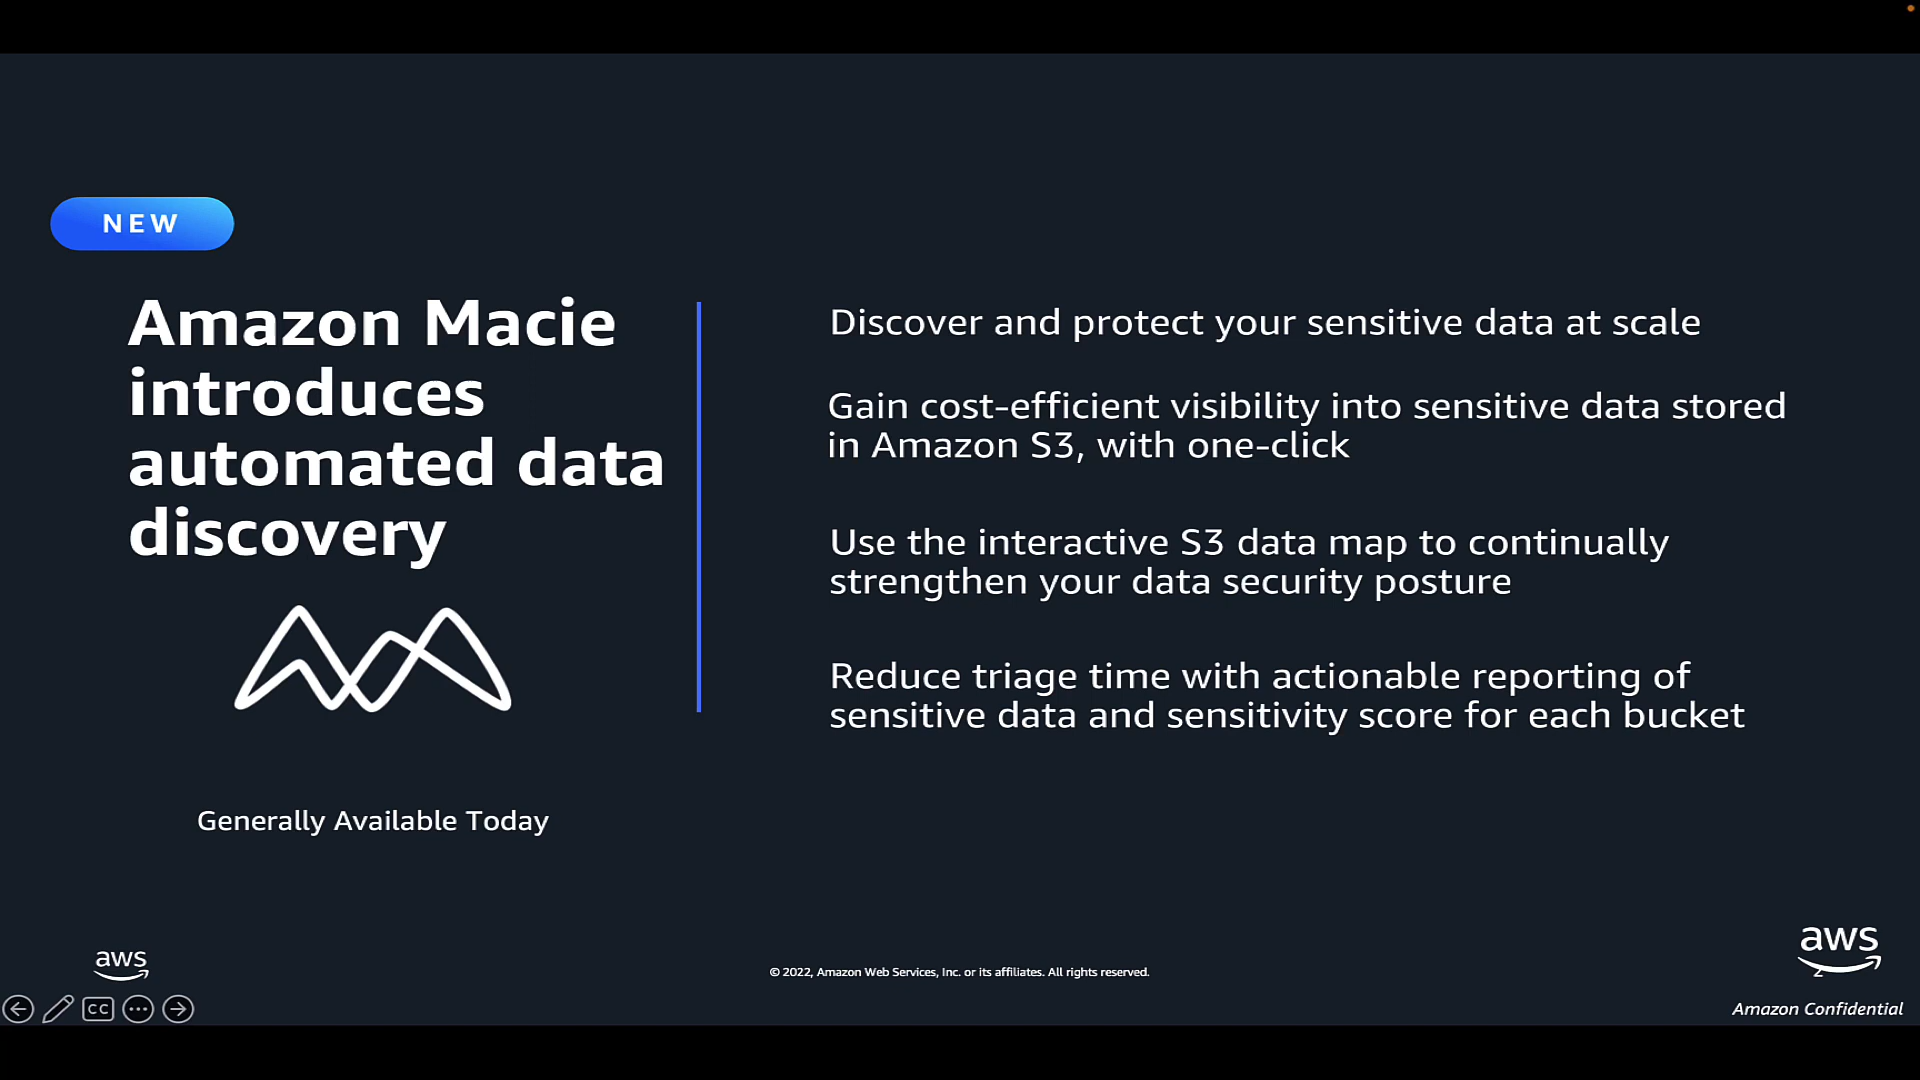 NEW
Amazon Macie
introduces
automated data
discovery
Generally Available Today
Discover and protect your sensitive data at scale
Gain cost-efficient visibility into sensitive data stored
in Amazon S3, with one-click
Use the interactive S3 data map to continually
strengthen your data security posture
Reduce triage time with actionable reporting of
sensitive data and sensitivity score for each bucket
aws
© 2022, Amazon Web Services, Inc. or its affiliates. All rights reserved.
aws
2
CC
Amazon Confidential